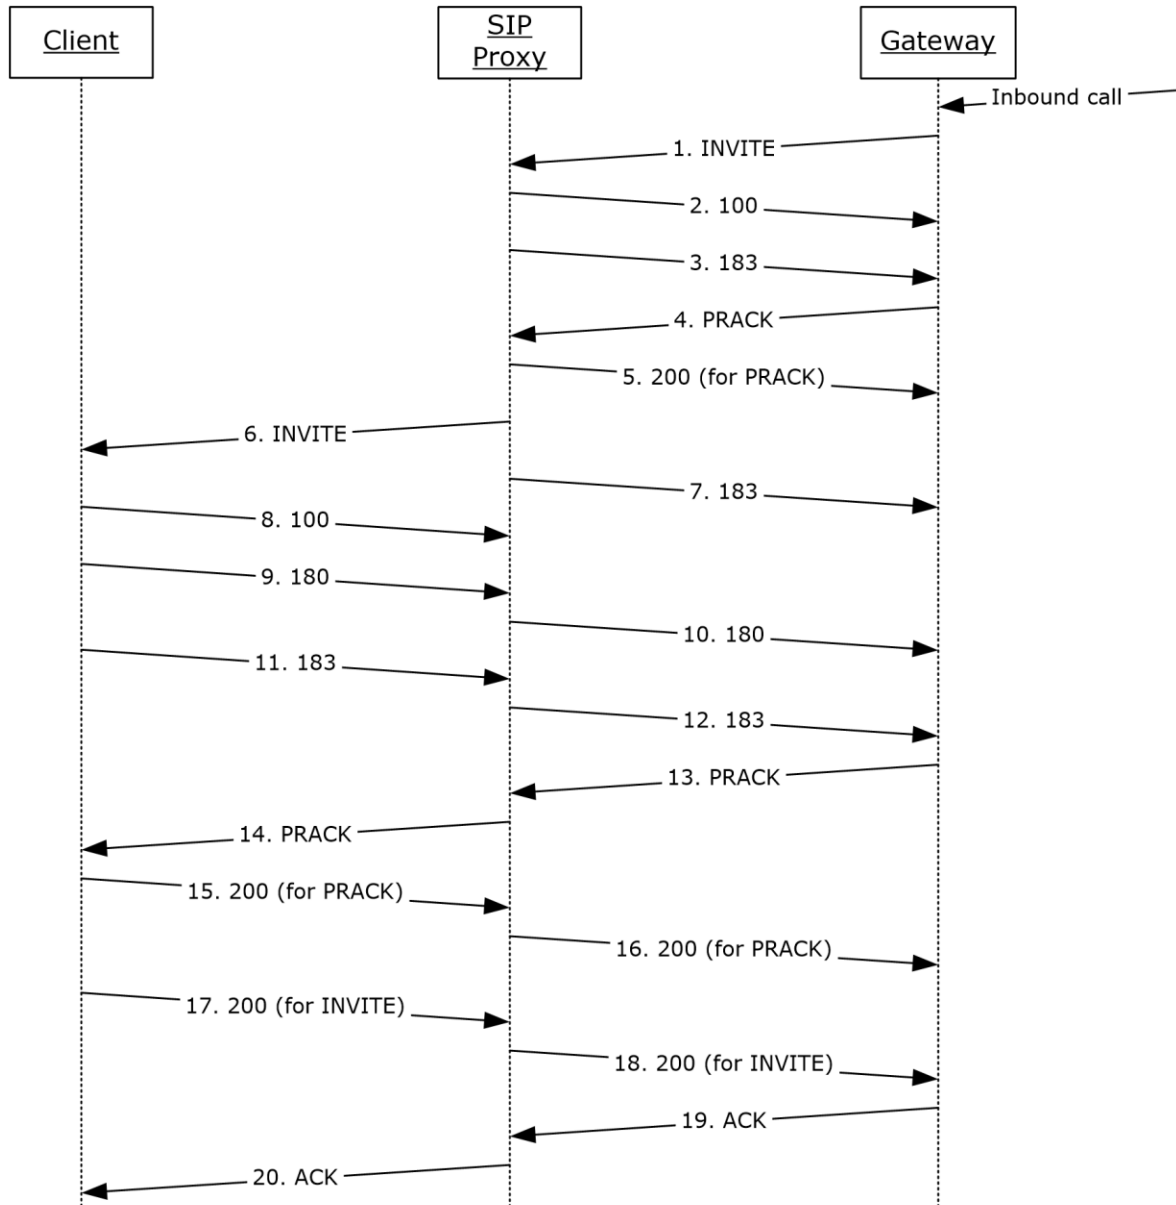 Client
SIP
Proxy
Gateway
Inbound call
1. INVITE
2. 100
3. 183
4. PRACK
5. 200 (for PRACK)
6. INVITE
7. 183
8. 100
9. 180
10. 180
11. 183
12. 183
13. PRACK
14. PRACK
15. 200 (for PRACK)
16. 200 (for PRACK)
17. 200 (for INVITE)
18. 200 (for INVITE)
19. ACK
20. ACK